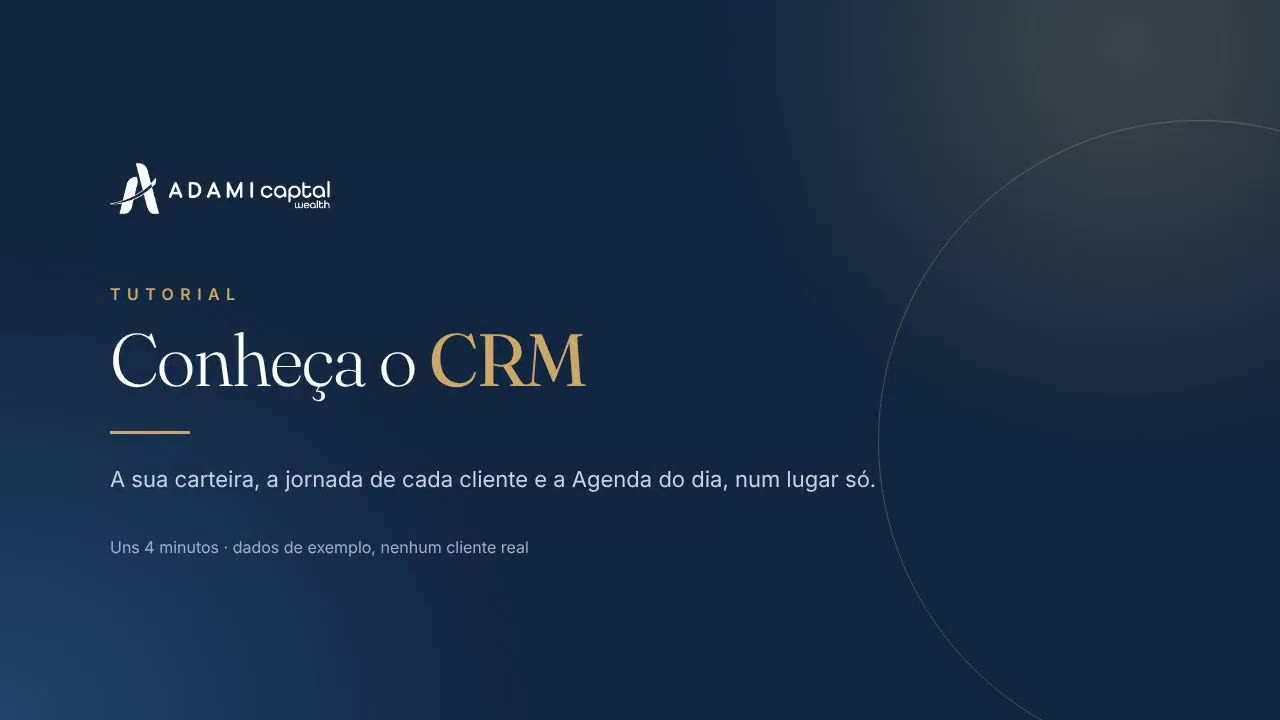 ADAMI captal
wealth
TUTORIAL
Conheça o CRM
A sua carteira, a jornada de cada cliente e a Agenda do dia, num lugar só.
Uns 4 minutos · dados de exemplo, nenhum cliente real